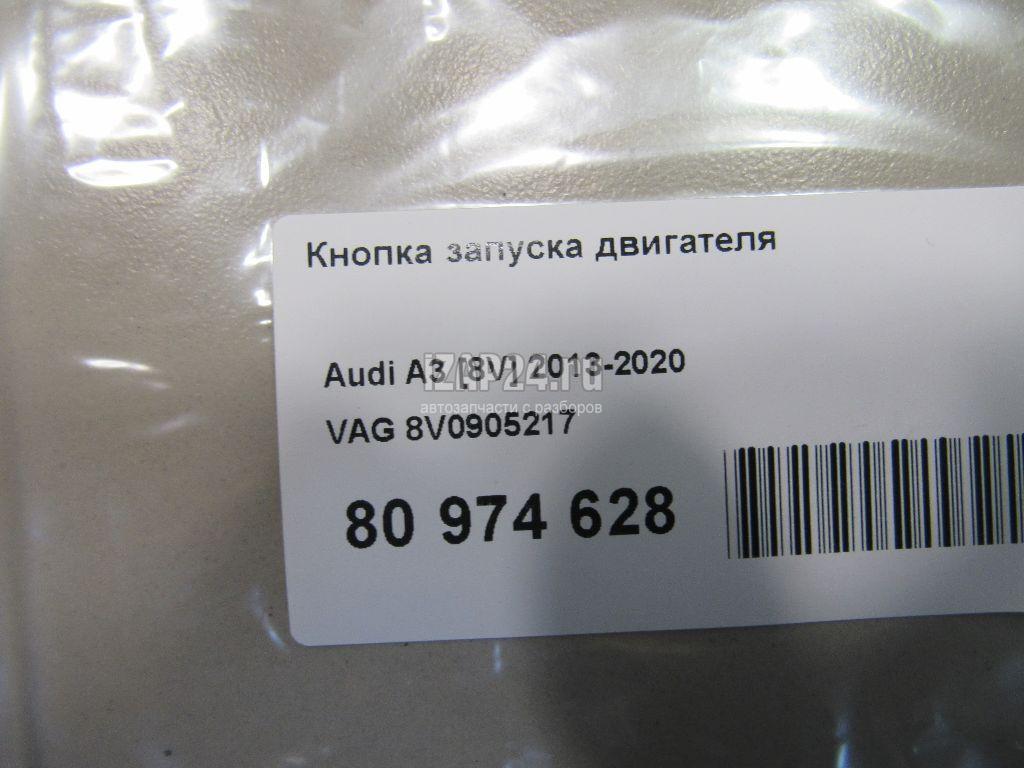 Кнопка запуска двигателя
Audi A3 [8V] 2013-2020
iZAP24.ru
автозапчасти с разборов
VAG 8V0905217
80 974 628